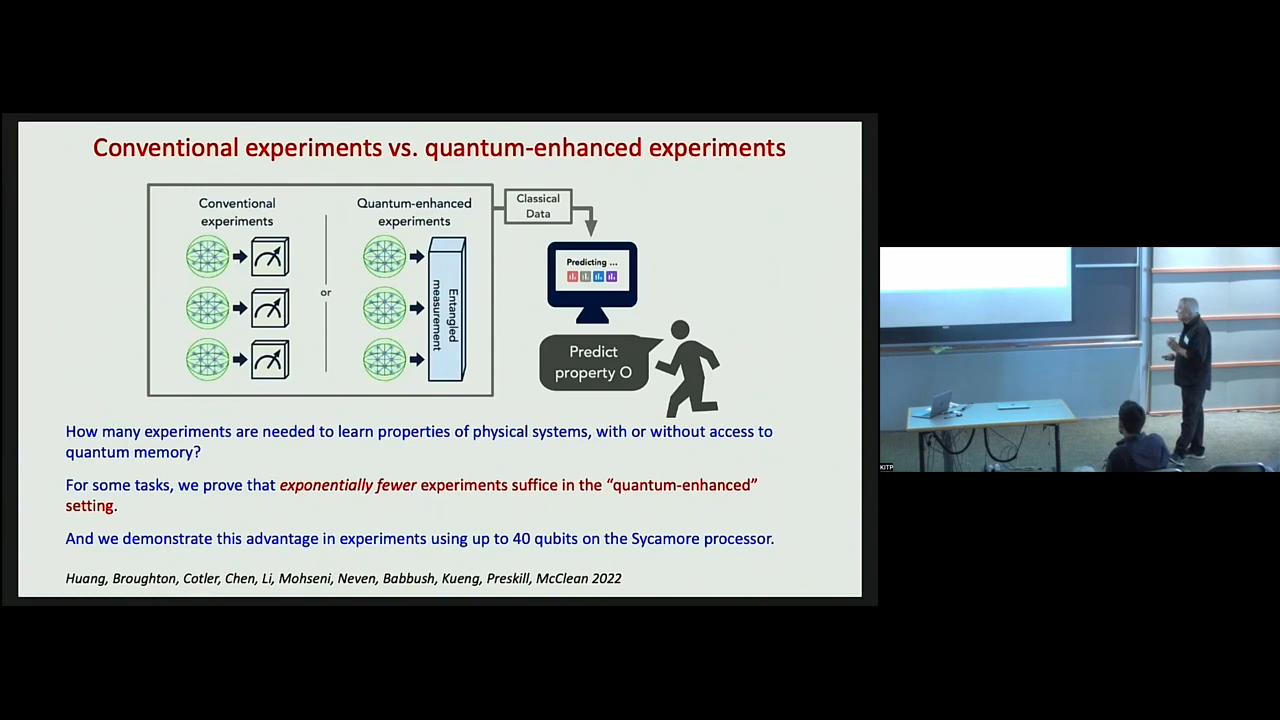 Conventional experiments vs. quantum-enhanced experiments
Conventional
experiments
Quantum-enhanced
experiments
or
Entangled
measurement
Classical
Data
Predicting ...
Predict
property O
How many experiments are needed to learn properties of physical systems, with or without access to
quantum memory?
For some tasks, we prove that exponentially fewer experiments suffice in the “quantum-enhanced”
setting.
And we demonstrate this advantage in experiments using up to 40 qubits on the Sycamore processor.
Huang, Broughton, Cotler, Chen, Li, Mohseni, Neven, Babbush, Kueng, Preskill, McClean 2022
KITP